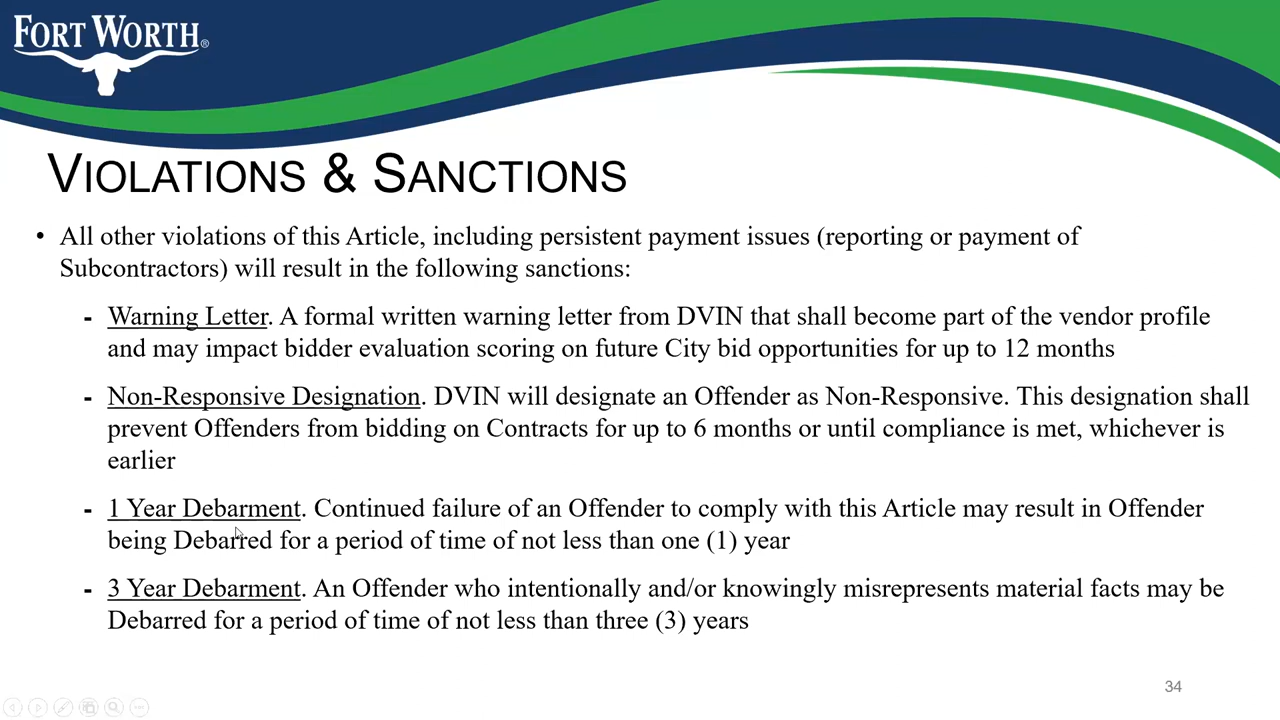 FORT WORTH®
VIOLATIONS & SANCTIONS
• All other violations of this Article, including persistent payment issues (reporting or payment of
Subcontractors) will result in the following sanctions:
- Warning Letter. A formal written warning letter from DVIN that shall become part of the vendor profile
and may impact bidder evaluation scoring on future City bid opportunities for up to 12 months
- Non-Responsive Designation. DVIN will designate an Offender as Non-Responsive. This designation shall
prevent Offenders from bidding on Contracts for up to 6 months or until compliance is met, whichever is
earlier
- 1 Year Debarment. Continued failure of an Offender to comply with this Article may result in Offender
being Debarred for a period of time of not less than one (1) year
- 3 Year Debarment. An Offender who intentionally and/or knowingly misrepresents material facts may be
Debarred for a period of time of not less than three (3) years
34